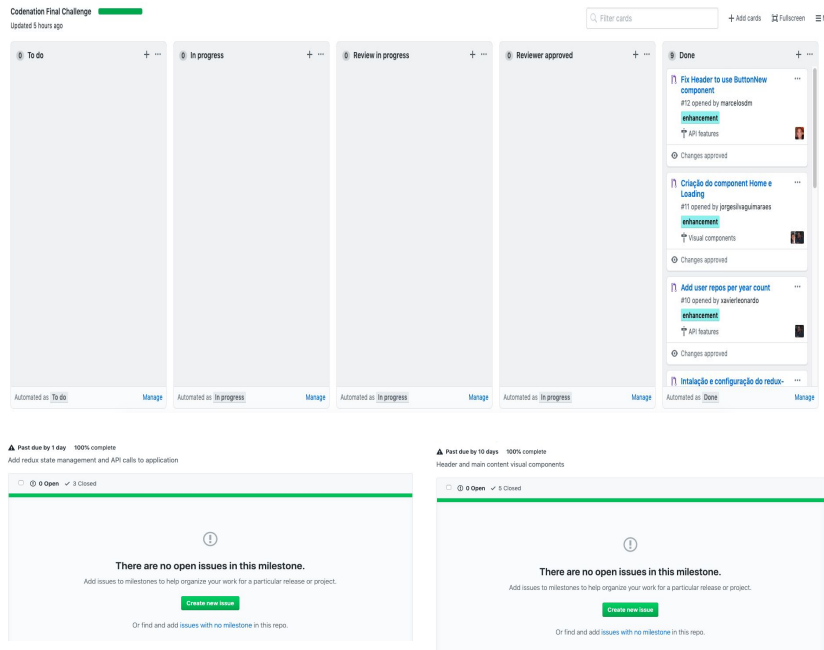 Codenation Final Challenge
Updated 5 hours ago
Filter cards
+ Add cards
Fullscreen
0 To do
0 In progress
0 Review in progress
0 Reviewer approved
9 Done
Fix Header to use ButtonNew
component
#12 opened by marcelosdm
enhancement
API features
Changes approved
Criação do component Home e
Loading
#11 opened by jorgesilvaguimaraes
enhancement
Visual components
Changes approved
Add user repos per year count
#10 opened by xavierleonardo
enhancement
API features
Changes approved
Intalação e configuração do redux-
Automated as To do Manage
Automated as In progress Manage
Automated as In progress Manage
Automated as In progress Manage
Automated as Done Manage
Past due by 1 day 100% complete
Add redux state management and API calls to application
0 Open 3 Closed
There are no open issues in this milestone.
Add issues to milestones to help organize your work for a particular release or project.
Create new issue
Or find and add issues with no milestone in this repo.
Past due by 10 days 100% complete
Header and main content visual components
0 Open 5 Closed
There are no open issues in this milestone.
Add issues to milestones to help organize your work for a particular release or project.
Create new issue
Or find and add issues with no milestone in this repo.